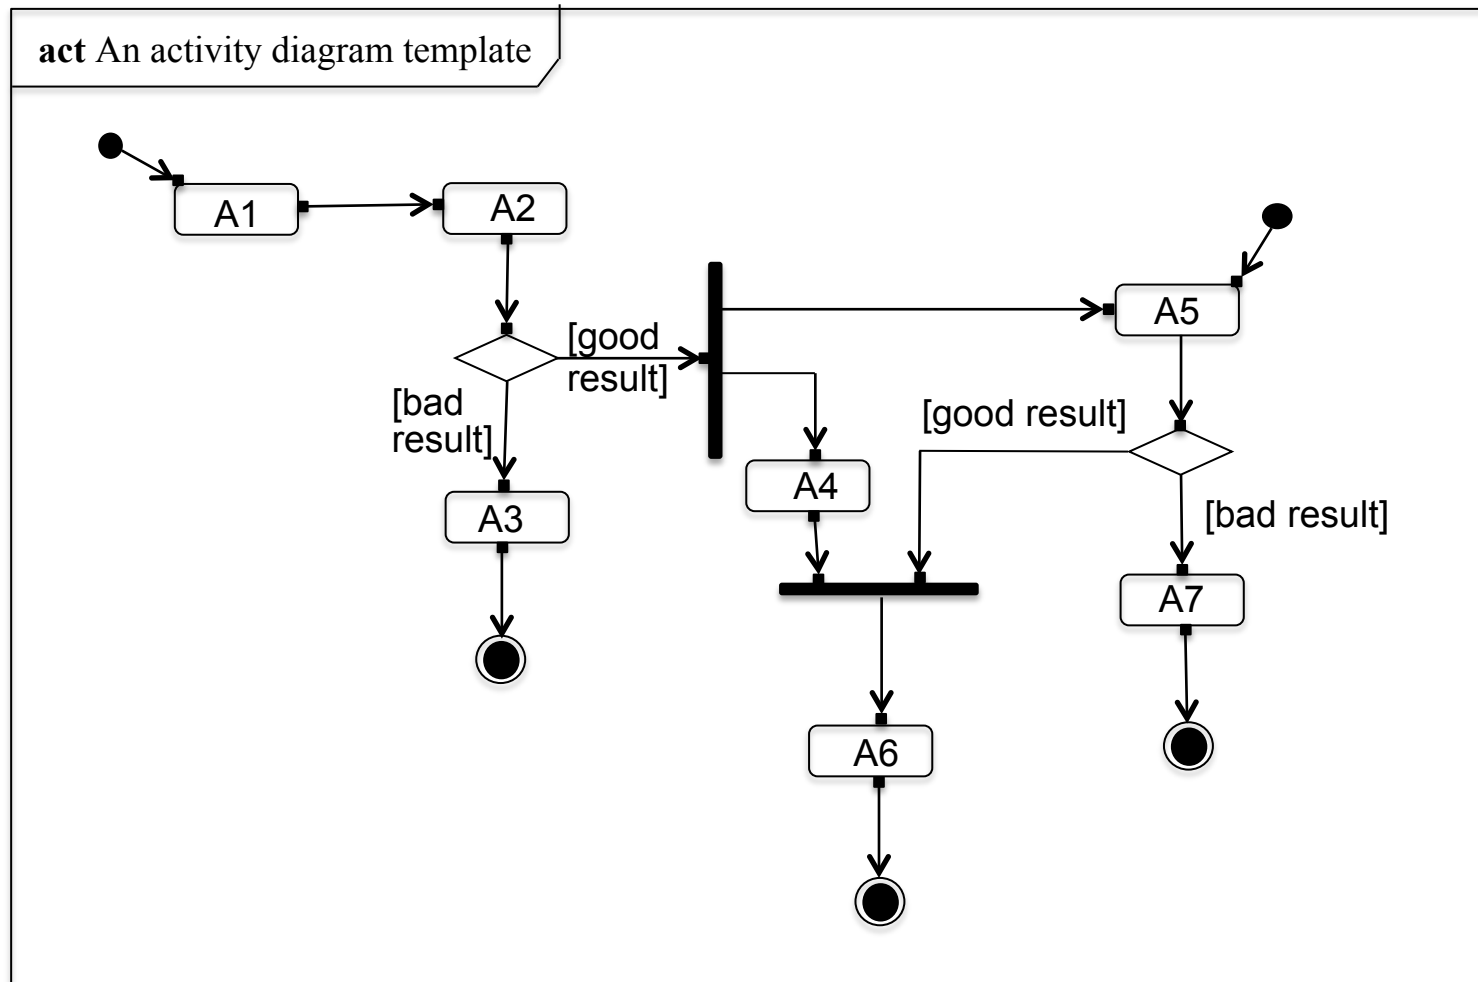 act An activity diagram template
A1
A2
[good
result]
[bad
result]
A3
A4
A5
[good result]
[bad result]
A7
A6